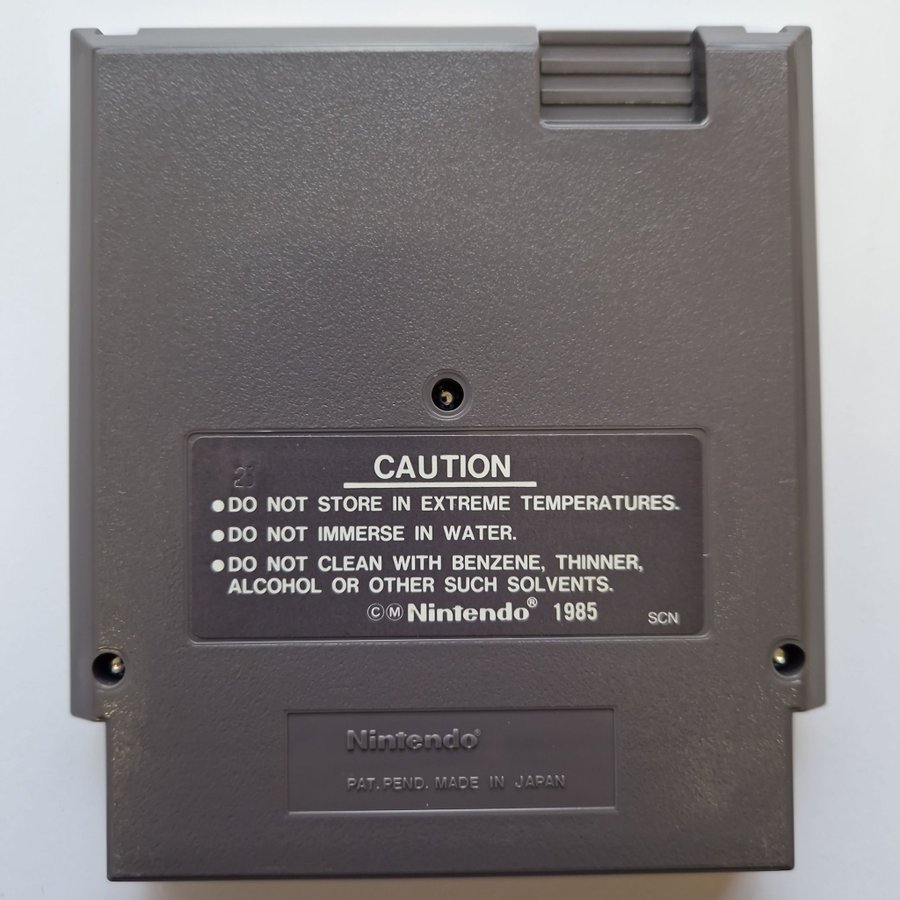 23
CAUTION
●DO NOT STORE IN EXTREME TEMPERATURES.
●DO NOT IMMERSE IN WATER.
●DO NOT CLEAN WITH BENZENE, THINNER,
ALCOHOL OR OTHER SUCH SOLVENTS.
ⒸⓂ Nintendo® 1985
SCN
Nintendo®
PAT. PEND. MADE IN JAPAN